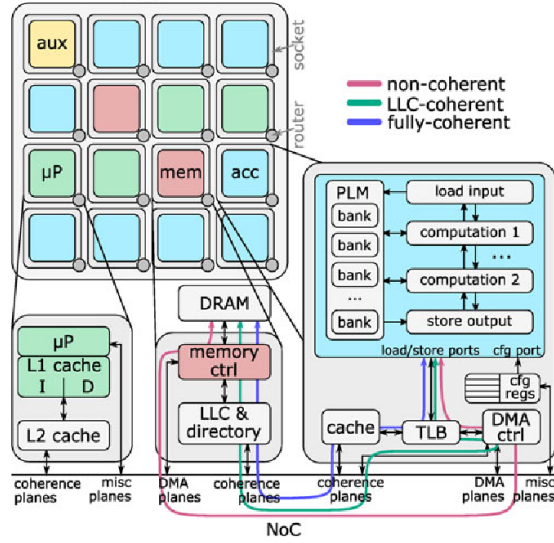 aux
socket
router
μP
mem
acc
non-coherent
LLC-coherent
fully-coherent
PLM
bank
bank
bank
...
bank
load input
computation 1
...
computation 2
store output
load/store ports
cfg port
cfg
regs
cache
TLB
DMA
ctrl
DRAM
memory
ctrl
LLC &
directory
μP
L1 cache
I D
L2 cache
coherence
planes
misc
planes
DMA
planes
coherence
planes
coherence
planes
DMA
planes
misc
planes
NoC